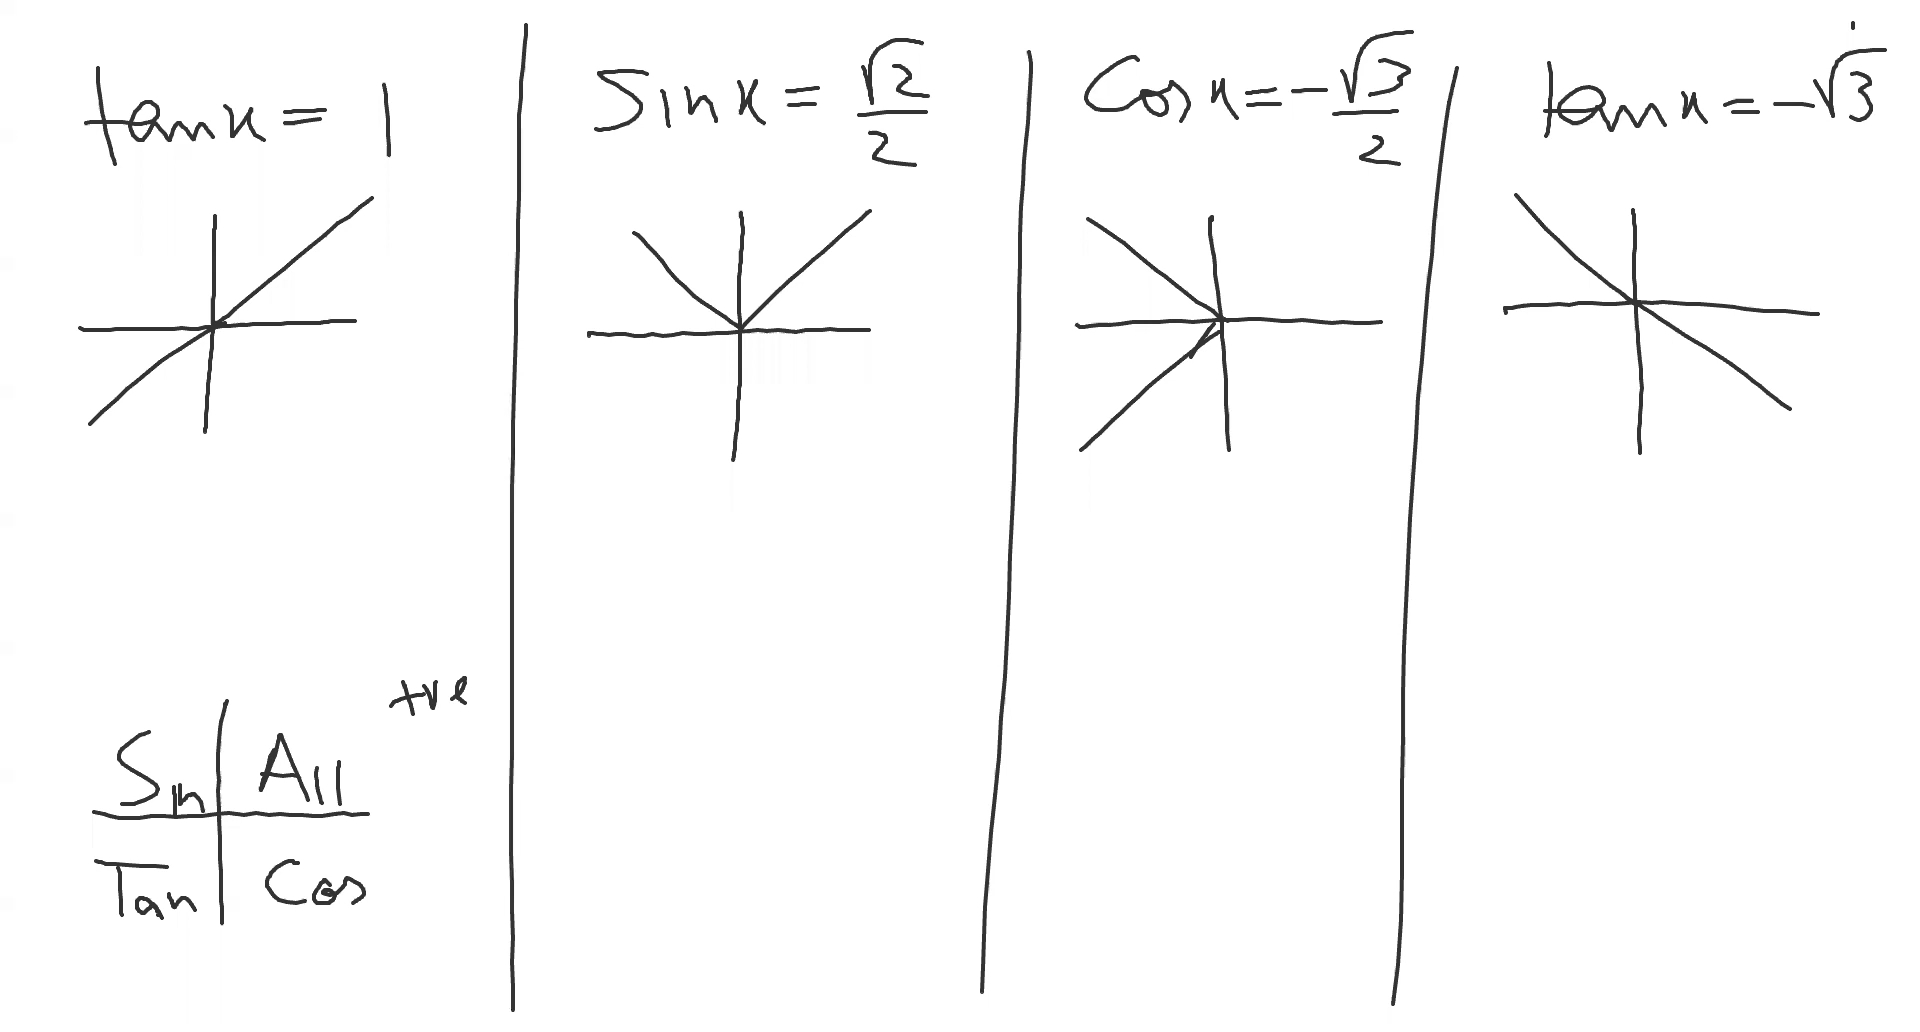 tan x = 1
Sin x = √2/2
Cos x = -√3/2
tan x = -√3
+ve
Sin All
Tan Cos